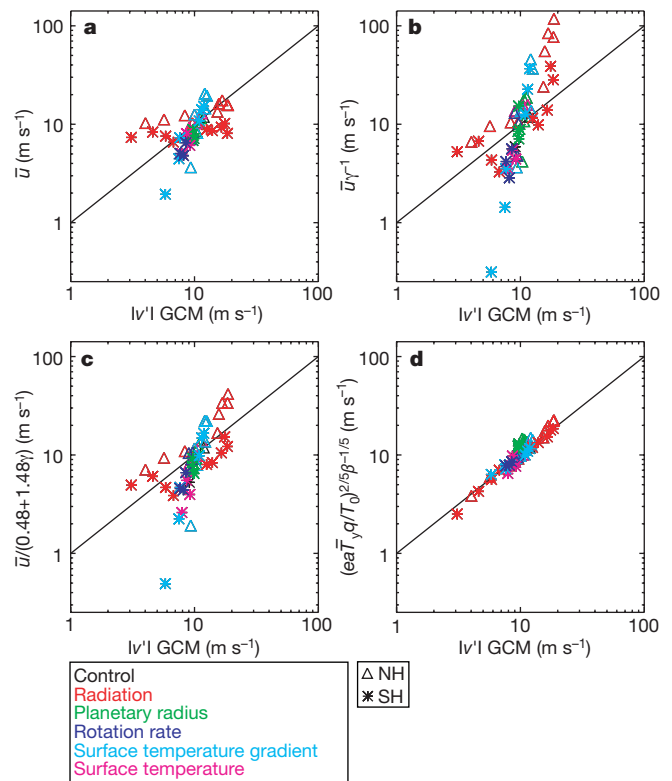 a
100
10
1
ū (m s⁻¹)
1 10 100
|v'| GCM (m s⁻¹)
b
100
10
1
ūγ⁻¹ (m s⁻¹)
1 10 100
|v'| GCM (m s⁻¹)
c
100
10
1
ū/(0.48+1.48γ) (m s⁻¹)
1 10 100
|v'| GCM (m s⁻¹)
d
100
10
1
(eaT̄_y q/T₀)^2/5 β^−1/5 (m s⁻¹)
1 10 100
|v'| GCM (m s⁻¹)
Control
Radiation
Planetary radius
Rotation rate
Surface temperature gradient
Surface temperature
△ NH
✳ SH